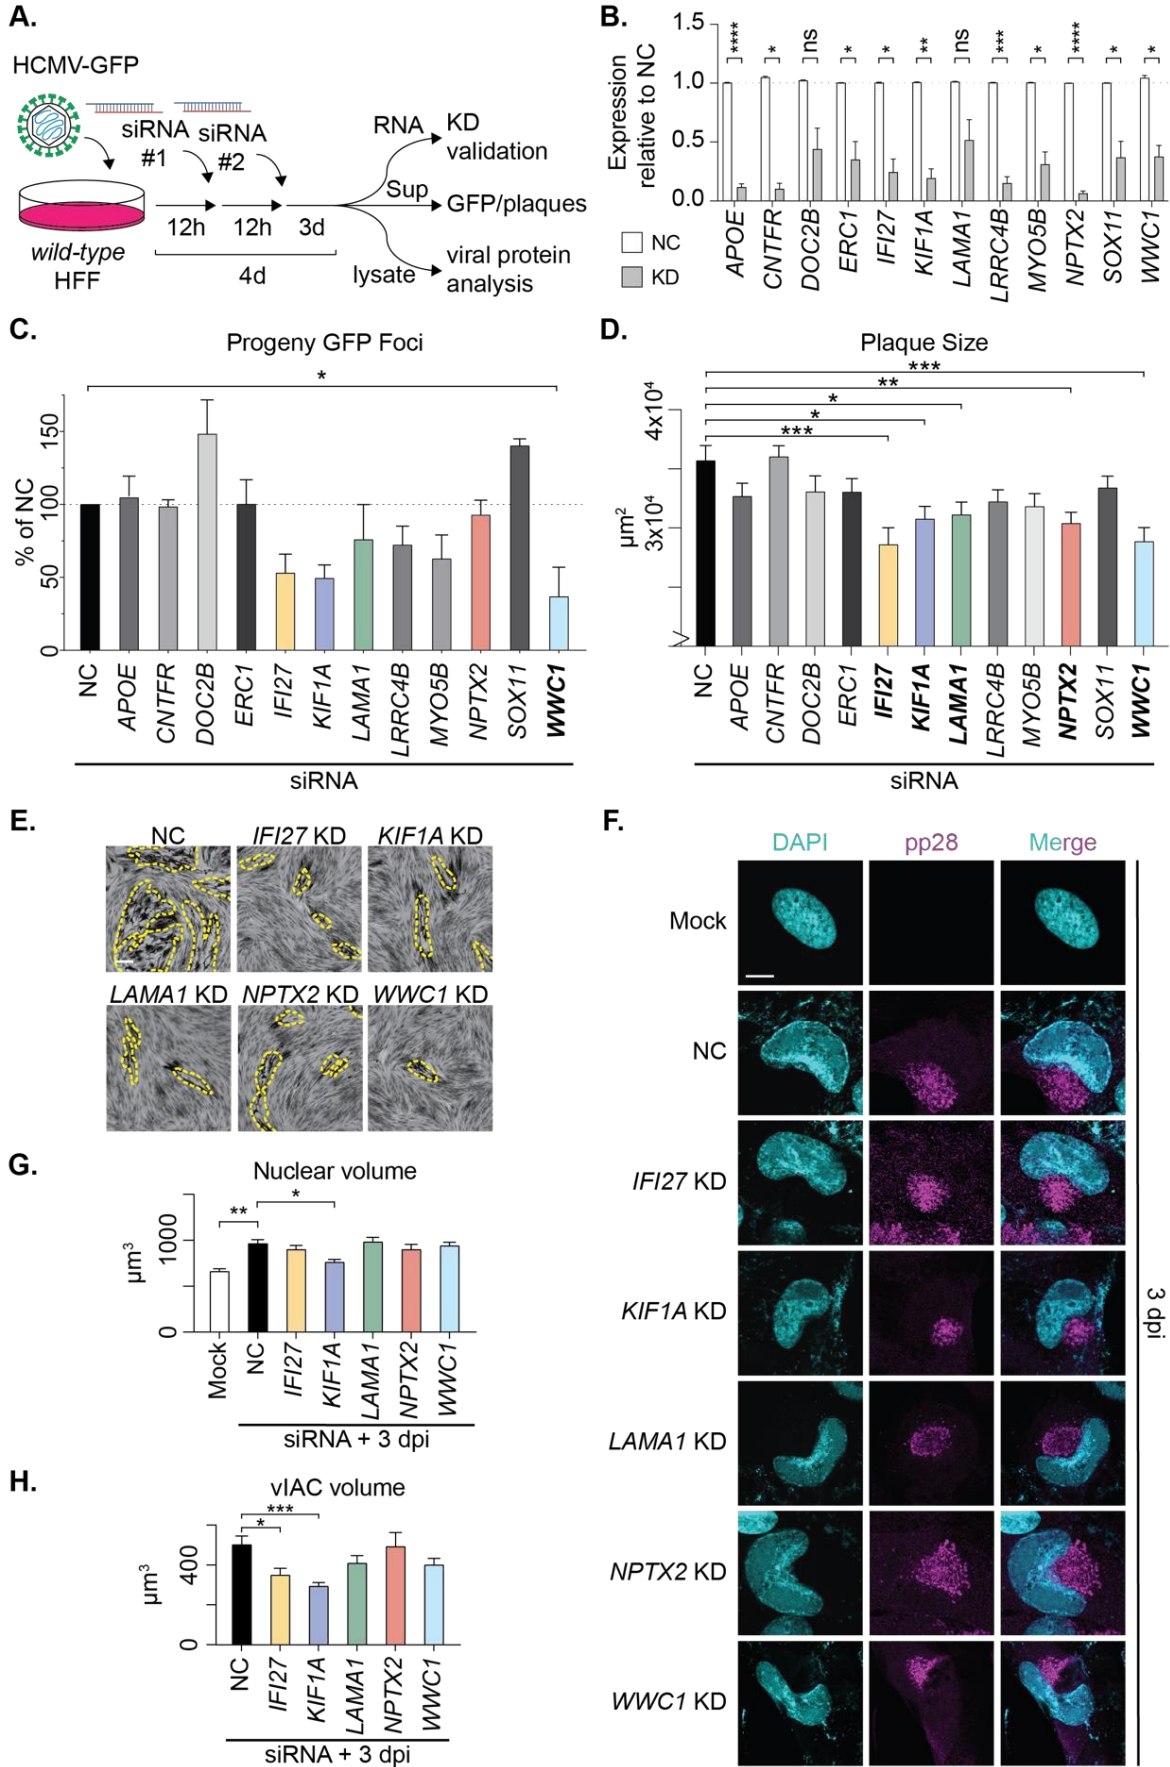 A.
HCMV-GFP
siRNA
#1
siRNA
#2
wild-type
HFF
12h
12h
3d
4d
RNA
Sup
lysate
KD
validation
GFP/plaques
viral protein
analysis
B.
Expression
relative to NC
1.5
1.0
0.5
0.0
**** * ns * * ** ns *** * **** * *
APOE CNTFR DOC2B ERC1 IFI27 KIF1A LAMA1 LRRC4B MYO5B NPTX2 SOX11 WWC1
NC
KD
C.
Progeny GFP Foci
*
% of NC
150
100
50
0
NC APOE CNTFR DOC2B ERC1 IFI27 KIF1A LAMA1 LRRC4B MYO5B NPTX2 SOX11 WWC1
siRNA
D.
Plaque Size
***
**
*
*
***
µm²
4x10⁴
3x10⁴
NC APOE CNTFR DOC2B ERC1 IFI27 KIF1A LAMA1 LRRC4B MYO5B NPTX2 SOX11 WWC1
siRNA
E.
NC IFI27 KD KIF1A KD
LAMA1 KD NPTX2 KD WWC1 KD
F.
DAPI pp28 Merge
Mock
NC
IFI27 KD
KIF1A KD
LAMA1 KD
NPTX2 KD
WWC1 KD
3 dpi
G.
Nuclear volume
** *
µm³
1000
0
Mock NC IFI27 KIF1A LAMA1 NPTX2 WWC1
siRNA + 3 dpi
H.
vIAC volume
***
*
µm³
400
0
NC IFI27 KIF1A LAMA1 NPTX2 WWC1
siRNA + 3 dpi